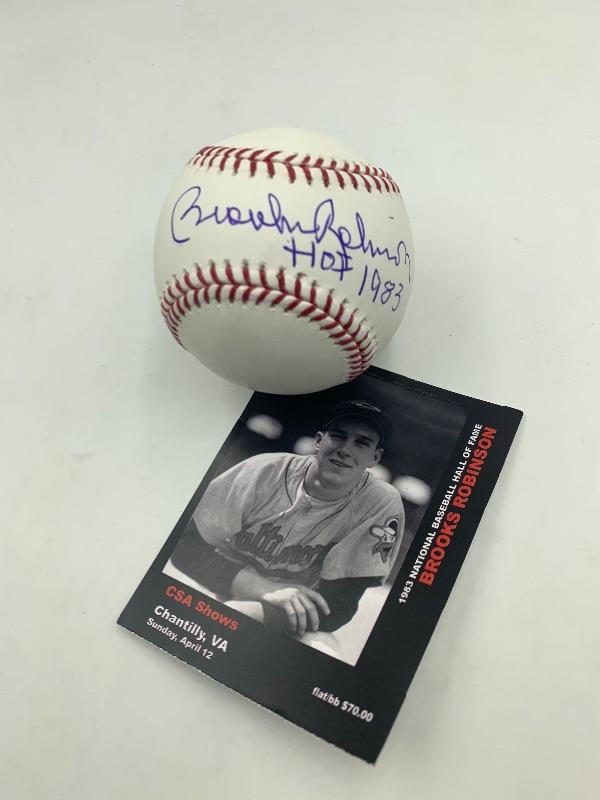 Brooks Robinson
HOF 1983
1983 NATIONAL BASEBALL HALL OF FAME
BROOKS ROBINSON
Baltimore
CSA Shows
Chantilly, VA
Sunday, April 12
flat/bb $70.00